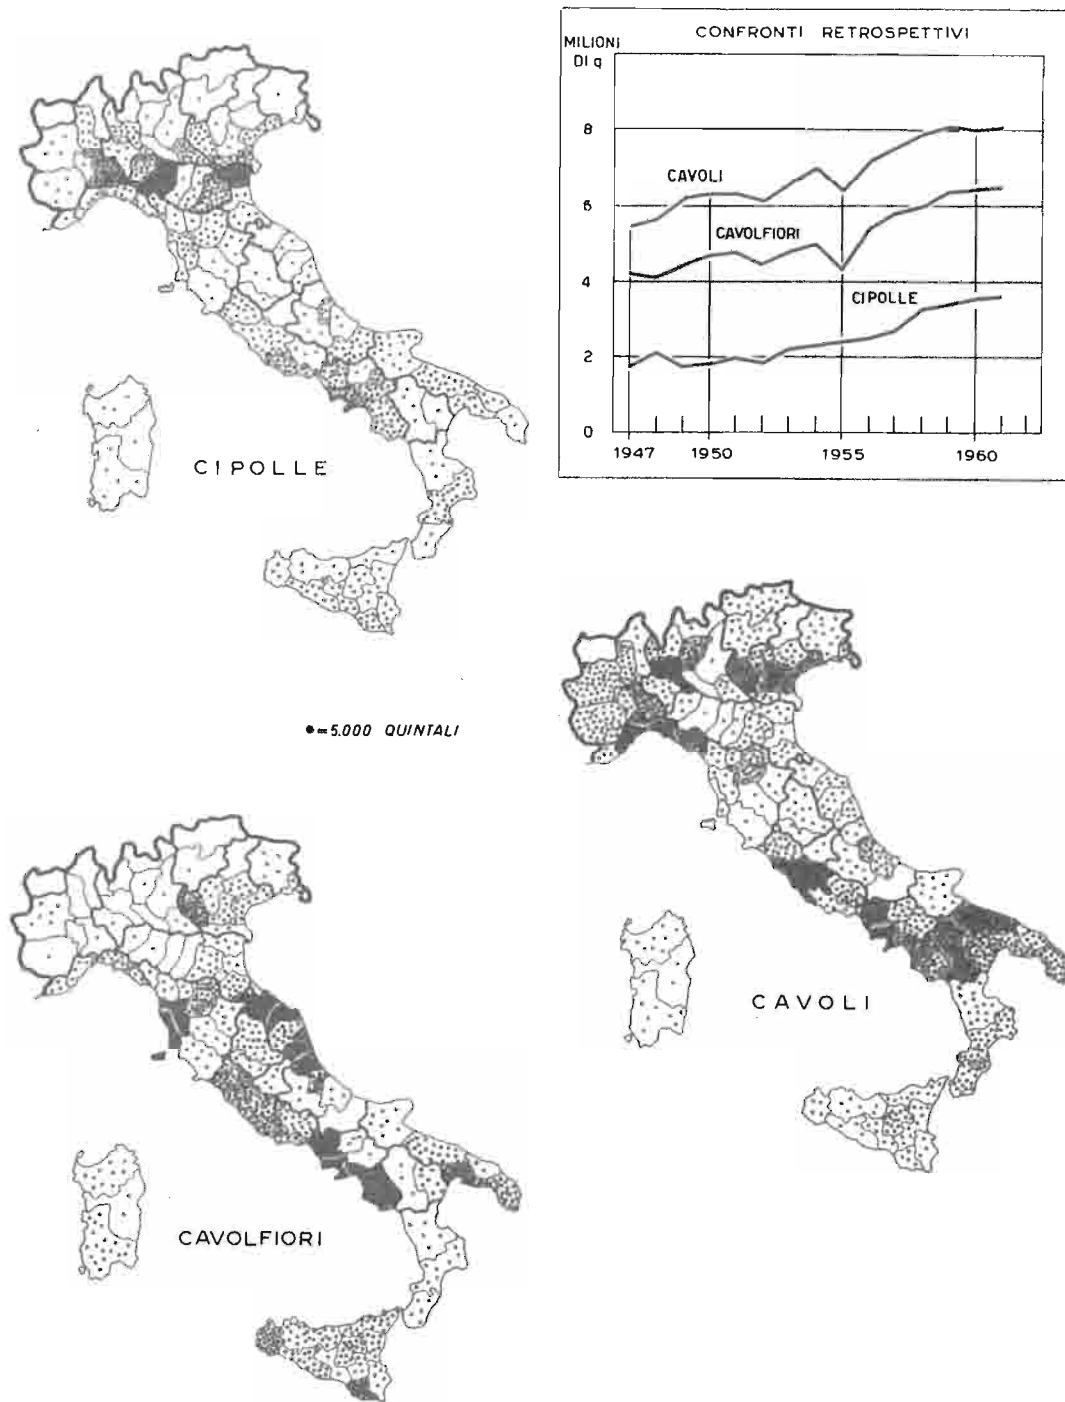 CONFRONTI RETROSPETTIVI
MILIONI
DI q
8
CAVOLI
6
CAVOLFIORI
4
CIPOLLE
2
0
1947 1950 1955 1960
CIPOLLE
●=5.000 QUINTALI
CAVOLI
CAVOLFIORI